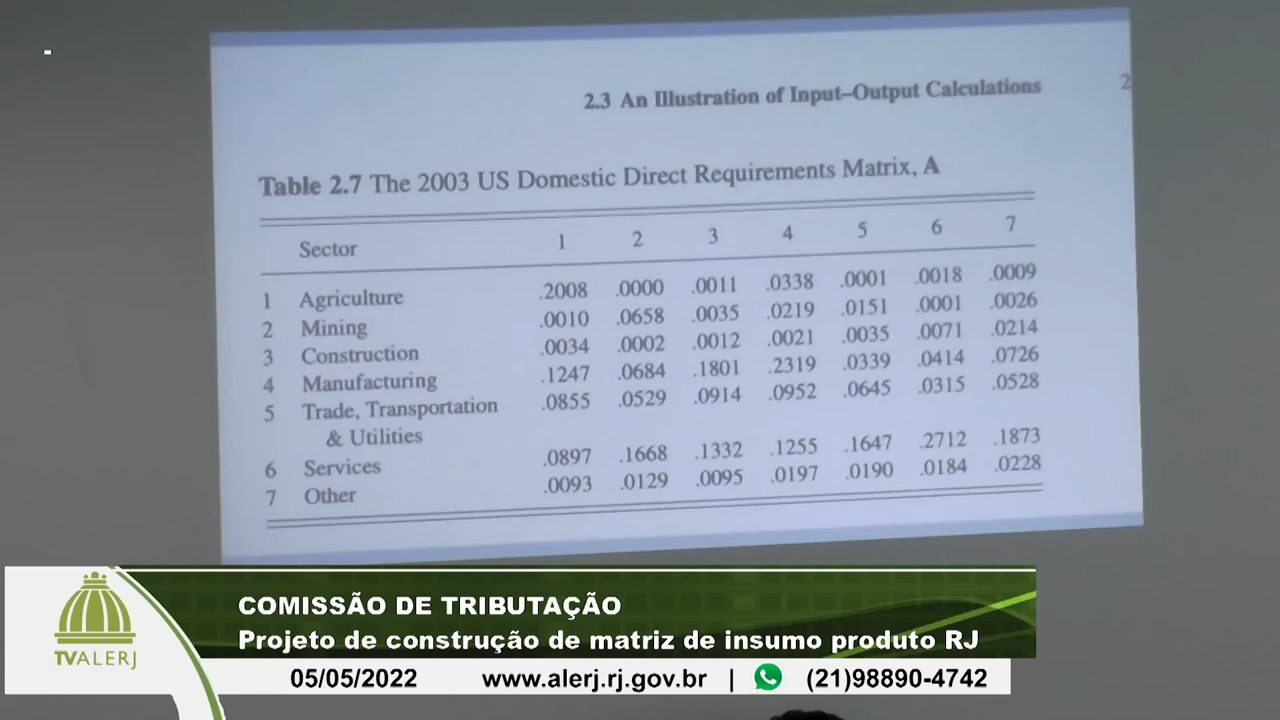 2.3 An Illustration of Input–Output Calculations 2
Table 2.7 The 2003 US Domestic Direct Requirements Matrix, A
Sector 1 2 3 4 5 6 7
1 Agriculture .2008 .0000 .0011 .0338 .0001 .0018 .0009
2 Mining .0010 .0658 .0035 .0219 .0151 .0001 .0026
3 Construction .0034 .0002 .0012 .0021 .0035 .0071 .0214
4 Manufacturing .1247 .0684 .1801 .2319 .0339 .0414 .0726
5 Trade, Transportation .0855 .0529 .0914 .0952 .0645 .0315 .0528
& Utilities
6 Services .0897 .1668 .1332 .1255 .1647 .2712 .1873
7 Other .0093 .0129 .0095 .0197 .0190 .0184 .0228
COMISSÃO DE TRIBUTAÇÃO
Projeto de construção de matriz de insumo produto RJ
TVALERJ
05/05/2022 www.alerj.rj.gov.br | (21)98890-4742